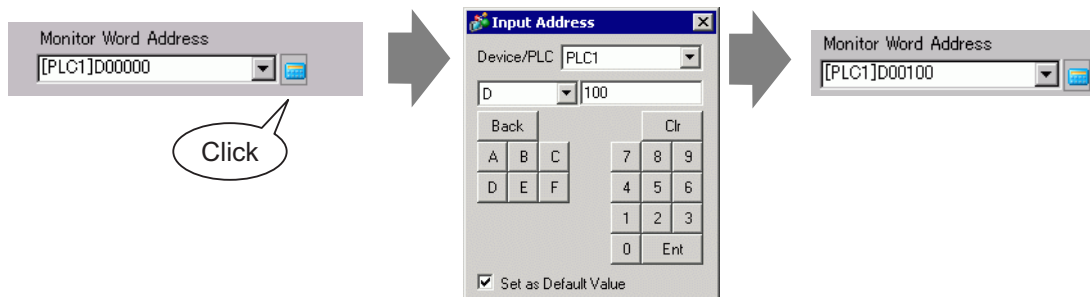 Monitor Word Address
[PLC1]D00000
Click
Input Address
Device/PLC PLC1
D 100
Back Clr
A B C 7 8 9
D E F 4 5 6
1 2 3
0 Ent
Set as Default Value
Monitor Word Address
[PLC1]D00100